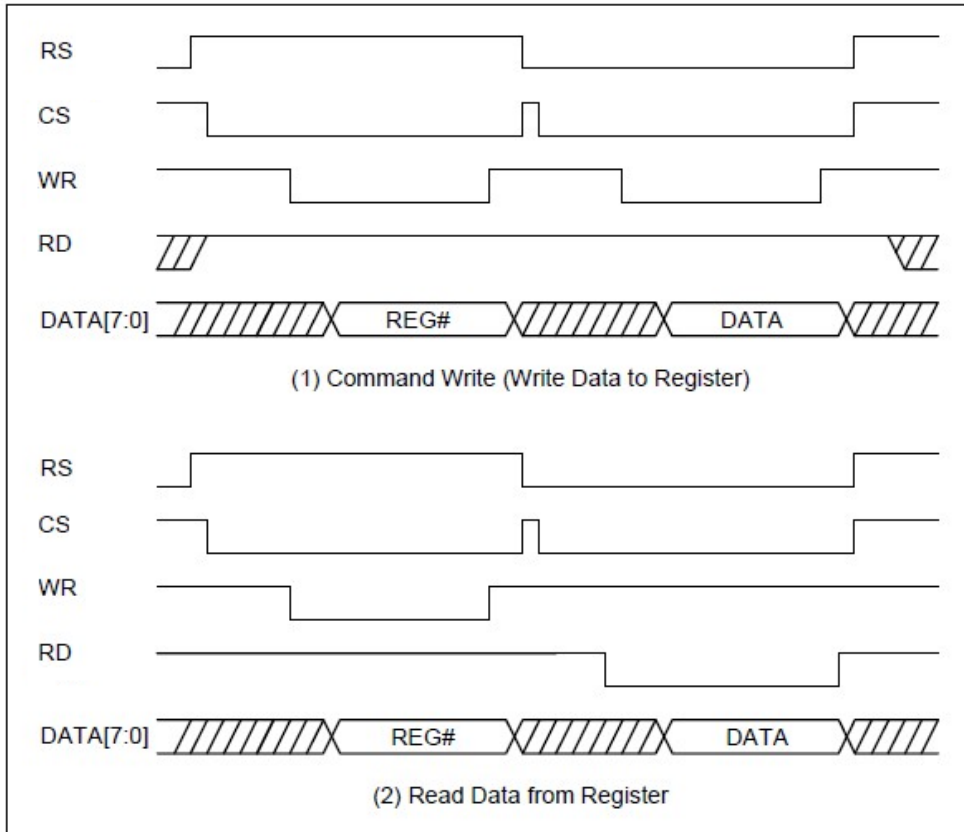 RS
CS
WR
RD
DATA[7:0] REG# DATA
(1) Command Write (Write Data to Register)
RS
CS
WR
RD
DATA[7:0] REG# DATA
(2) Read Data from Register